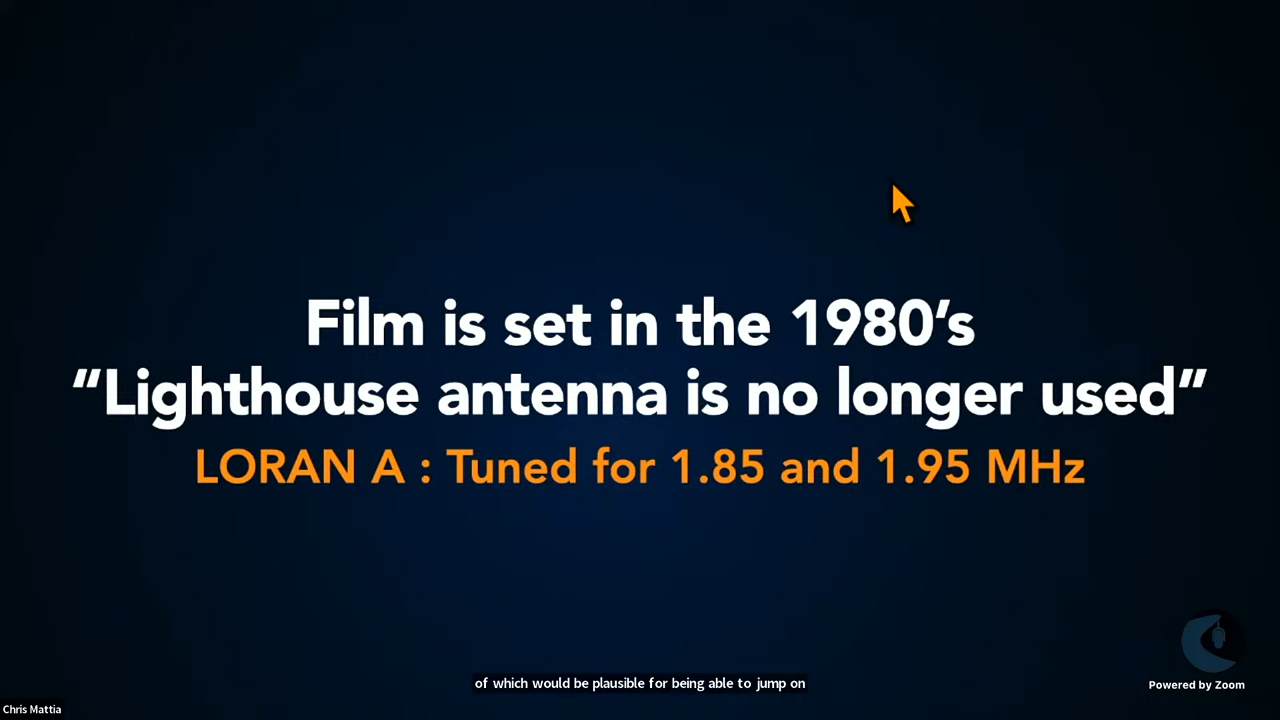 Film is set in the 1980’s
“Lighthouse antenna is no longer used”
LORAN A : Tuned for 1.85 and 1.95 MHz
of which would be plausible for being able to jump on
Powered by Zoom
Chris Mattia